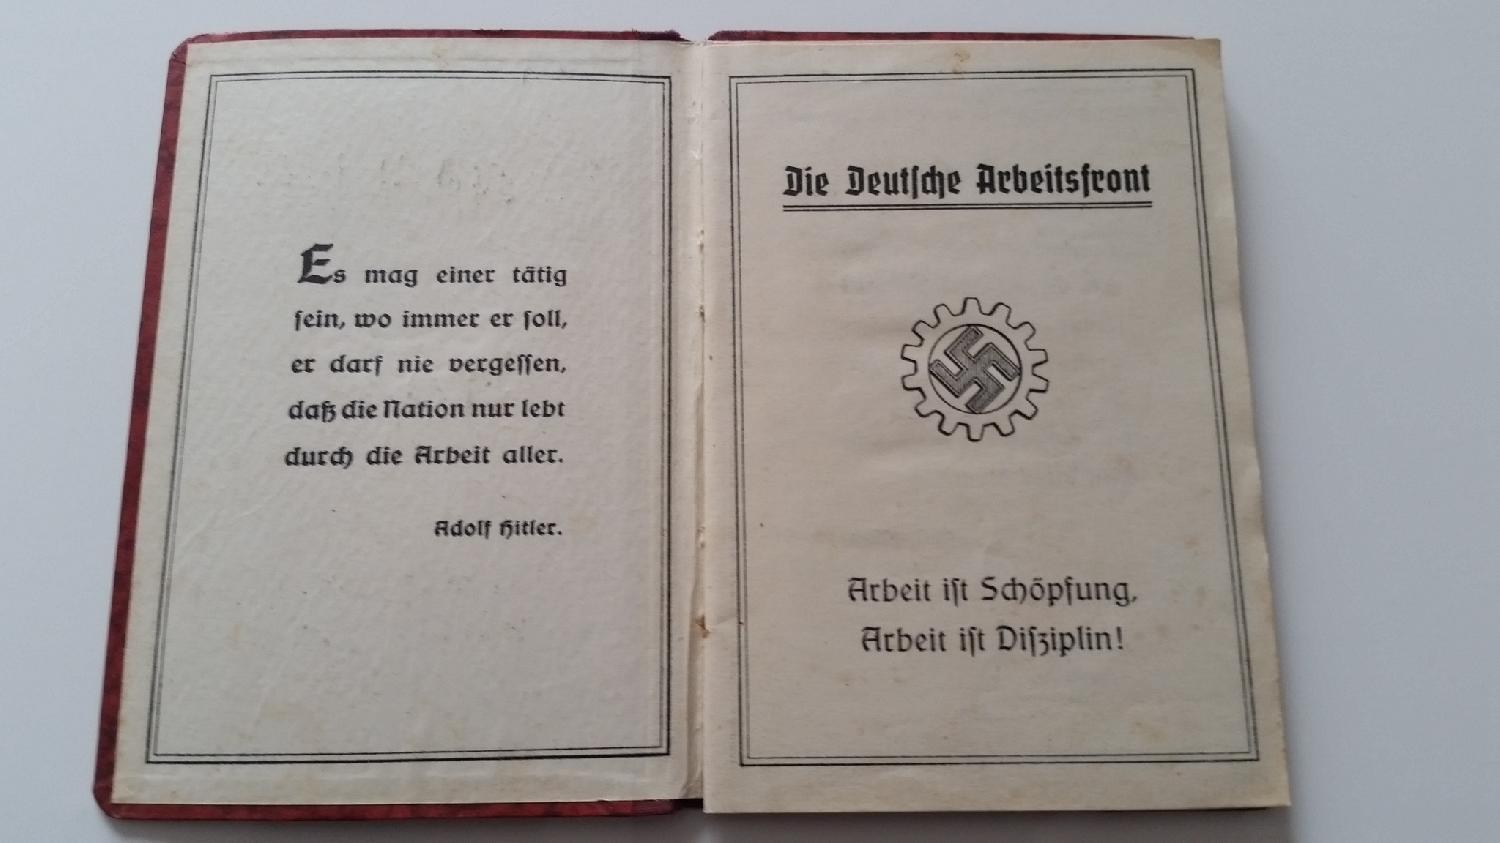 Es mag einer tätig
ſein, wo immer er ſoll,
er darf nie vergeſſen,
daß die Nation nur lebt
durch die Arbeit aller.
Adolf Hitler.
Die Deutſche Arbeitsfront
Arbeit iſt Schöpfung,
Arbeit iſt Diſziplin!